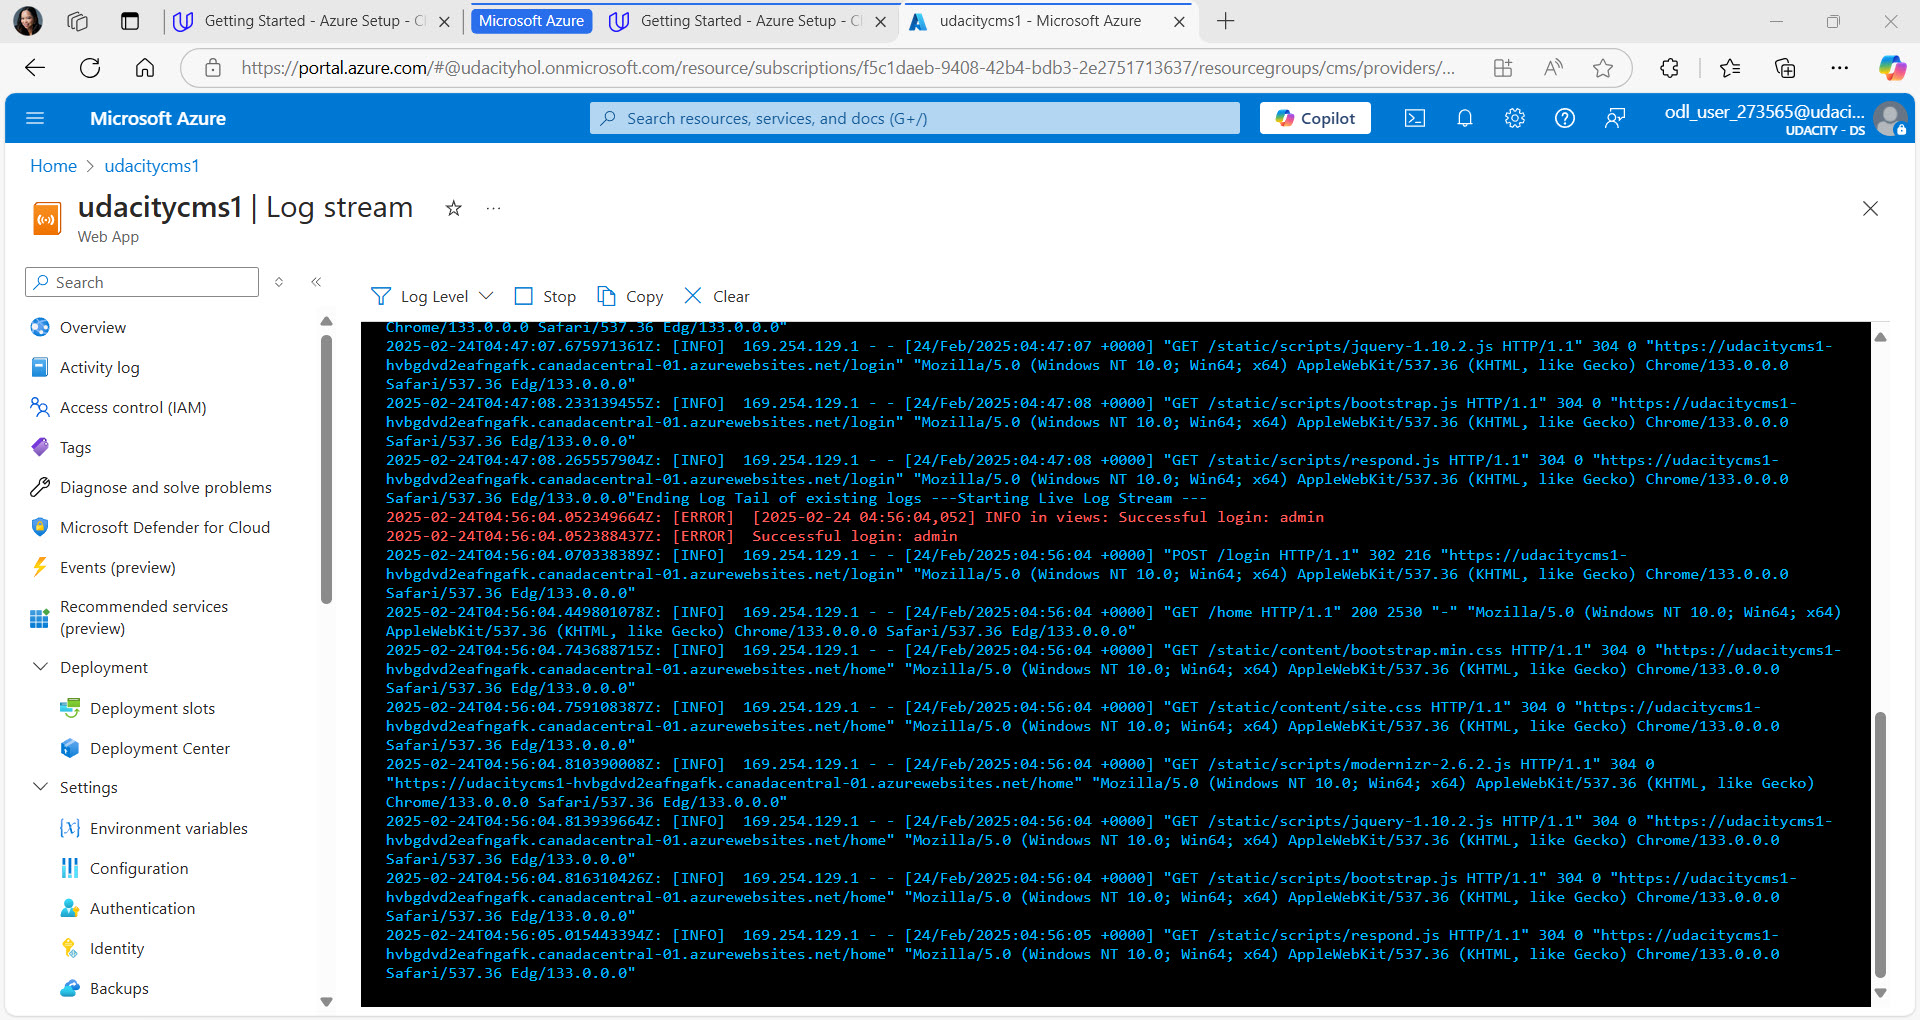 Getting Started - Azure Setup - Cl
Microsoft Azure
Getting Started - Azure Setup - Cl
udacitycms1 - Microsoft Azure
https://portal.azure.com/#@udacityhol.onmicrosoft.com/resource/subscriptions/f5c1daeb-9408-42b4-bdb3-2e2751713637/resourcegroups/cms/providers/...
Microsoft Azure
Search resources, services, and docs (G+/)
Copilot
odl_user_273565@udaci...
UDACITY - DS
Home > udacitycms1
udacitycms1 | Log stream
Web App
Search
Overview
Activity log
Access control (IAM)
Tags
Diagnose and solve problems
Microsoft Defender for Cloud
Events (preview)
Recommended services
(preview)
Deployment
Deployment slots
Deployment Center
Settings
Environment variables
Configuration
Authentication
Identity
Backups
Log Level
Stop
Copy
Clear
Chrome/133.0.0.0 Safari/537.36 Edg/133.0.0.0"
2025-02-24T04:47:07.675971361Z: [INFO]  169.254.129.1 - - [24/Feb/2025:04:47:07 +0000] "GET /static/scripts/jquery-1.10.2.js HTTP/1.1" 304 0 "https://udacitycms1-
hvbgdvd2eafngafk.canadacentral-01.azurewebsites.net/login" "Mozilla/5.0 (Windows NT 10.0; Win64; x64) AppleWebKit/537.36 (KHTML, like Gecko) Chrome/133.0.0.0
Safari/537.36 Edg/133.0.0.0"
2025-02-24T04:47:08.233139455Z: [INFO]  169.254.129.1 - - [24/Feb/2025:04:47:08 +0000] "GET /static/scripts/bootstrap.js HTTP/1.1" 304 0 "https://udacitycms1-
hvbgdvd2eafngafk.canadacentral-01.azurewebsites.net/login" "Mozilla/5.0 (Windows NT 10.0; Win64; x64) AppleWebKit/537.36 (KHTML, like Gecko) Chrome/133.0.0.0
Safari/537.36 Edg/133.0.0.0"
2025-02-24T04:47:08.265557904Z: [INFO]  169.254.129.1 - - [24/Feb/2025:04:47:08 +0000] "GET /static/scripts/respond.js HTTP/1.1" 304 0 "https://udacitycms1-
hvbgdvd2eafngafk.canadacentral-01.azurewebsites.net/login" "Mozilla/5.0 (Windows NT 10.0; Win64; x64) AppleWebKit/537.36 (KHTML, like Gecko) Chrome/133.0.0.0
Safari/537.36 Edg/133.0.0.0"Ending Log Tail of existing logs ---Starting Live Log Stream ---
2025-02-24T04:56:04.052349664Z: [ERROR]  [2025-02-24 04:56:04,052] INFO in views: Successful login: admin
2025-02-24T04:56:04.052388437Z: [ERROR]  Successful login: admin
2025-02-24T04:56:04.070338389Z: [INFO]  169.254.129.1 - - [24/Feb/2025:04:56:04 +0000] "POST /login HTTP/1.1" 302 216 "https://udacitycms1-
hvbgdvd2eafngafk.canadacentral-01.azurewebsites.net/login" "Mozilla/5.0 (Windows NT 10.0; Win64; x64) AppleWebKit/537.36 (KHTML, like Gecko) Chrome/133.0.0.0
Safari/537.36 Edg/133.0.0.0"
2025-02-24T04:56:04.449801078Z: [INFO]  169.254.129.1 - - [24/Feb/2025:04:56:04 +0000] "GET /home HTTP/1.1" 200 2530 "-" "Mozilla/5.0 (Windows NT 10.0; Win64; x64)
AppleWebKit/537.36 (KHTML, like Gecko) Chrome/133.0.0.0 Safari/537.36 Edg/133.0.0.0"
2025-02-24T04:56:04.743688715Z: [INFO]  169.254.129.1 - - [24/Feb/2025:04:56:04 +0000] "GET /static/content/bootstrap.min.css HTTP/1.1" 304 0 "https://udacitycms1-
hvbgdvd2eafngafk.canadacentral-01.azurewebsites.net/home" "Mozilla/5.0 (Windows NT 10.0; Win64; x64) AppleWebKit/537.36 (KHTML, like Gecko) Chrome/133.0.0.0
Safari/537.36 Edg/133.0.0.0"
2025-02-24T04:56:04.759108387Z: [INFO]  169.254.129.1 - - [24/Feb/2025:04:56:04 +0000] "GET /static/content/site.css HTTP/1.1" 304 0 "https://udacitycms1-
hvbgdvd2eafngafk.canadacentral-01.azurewebsites.net/home" "Mozilla/5.0 (Windows NT 10.0; Win64; x64) AppleWebKit/537.36 (KHTML, like Gecko) Chrome/133.0.0.0
Safari/537.36 Edg/133.0.0.0"
2025-02-24T04:56:04.810390008Z: [INFO]  169.254.129.1 - - [24/Feb/2025:04:56:04 +0000] "GET /static/scripts/modernizr-2.6.2.js HTTP/1.1" 304 0
"https://udacitycms1-hvbgdvd2eafngafk.canadacentral-01.azurewebsites.net/home" "Mozilla/5.0 (Windows NT 10.0; Win64; x64) AppleWebKit/537.36 (KHTML, like Gecko)
Chrome/133.0.0.0 Safari/537.36 Edg/133.0.0.0"
2025-02-24T04:56:04.813939664Z: [INFO]  169.254.129.1 - - [24/Feb/2025:04:56:04 +0000] "GET /static/scripts/jquery-1.10.2.js HTTP/1.1" 304 0 "https://udacitycms1-
hvbgdvd2eafngafk.canadacentral-01.azurewebsites.net/home" "Mozilla/5.0 (Windows NT 10.0; Win64; x64) AppleWebKit/537.36 (KHTML, like Gecko) Chrome/133.0.0.0
Safari/537.36 Edg/133.0.0.0"
2025-02-24T04:56:04.816310426Z: [INFO]  169.254.129.1 - - [24/Feb/2025:04:56:04 +0000] "GET /static/scripts/bootstrap.js HTTP/1.1" 304 0 "https://udacitycms1-
hvbgdvd2eafngafk.canadacentral-01.azurewebsites.net/home" "Mozilla/5.0 (Windows NT 10.0; Win64; x64) AppleWebKit/537.36 (KHTML, like Gecko) Chrome/133.0.0.0
Safari/537.36 Edg/133.0.0.0"
2025-02-24T04:56:05.015443394Z: [INFO]  169.254.129.1 - - [24/Feb/2025:04:56:05 +0000] "GET /static/scripts/respond.js HTTP/1.1" 304 0 "https://udacitycms1-
hvbgdvd2eafngafk.canadacentral-01.azurewebsites.net/home" "Mozilla/5.0 (Windows NT 10.0; Win64; x64) AppleWebKit/537.36 (KHTML, like Gecko) Chrome/133.0.0.0
Safari/537.36 Edg/133.0.0.0"